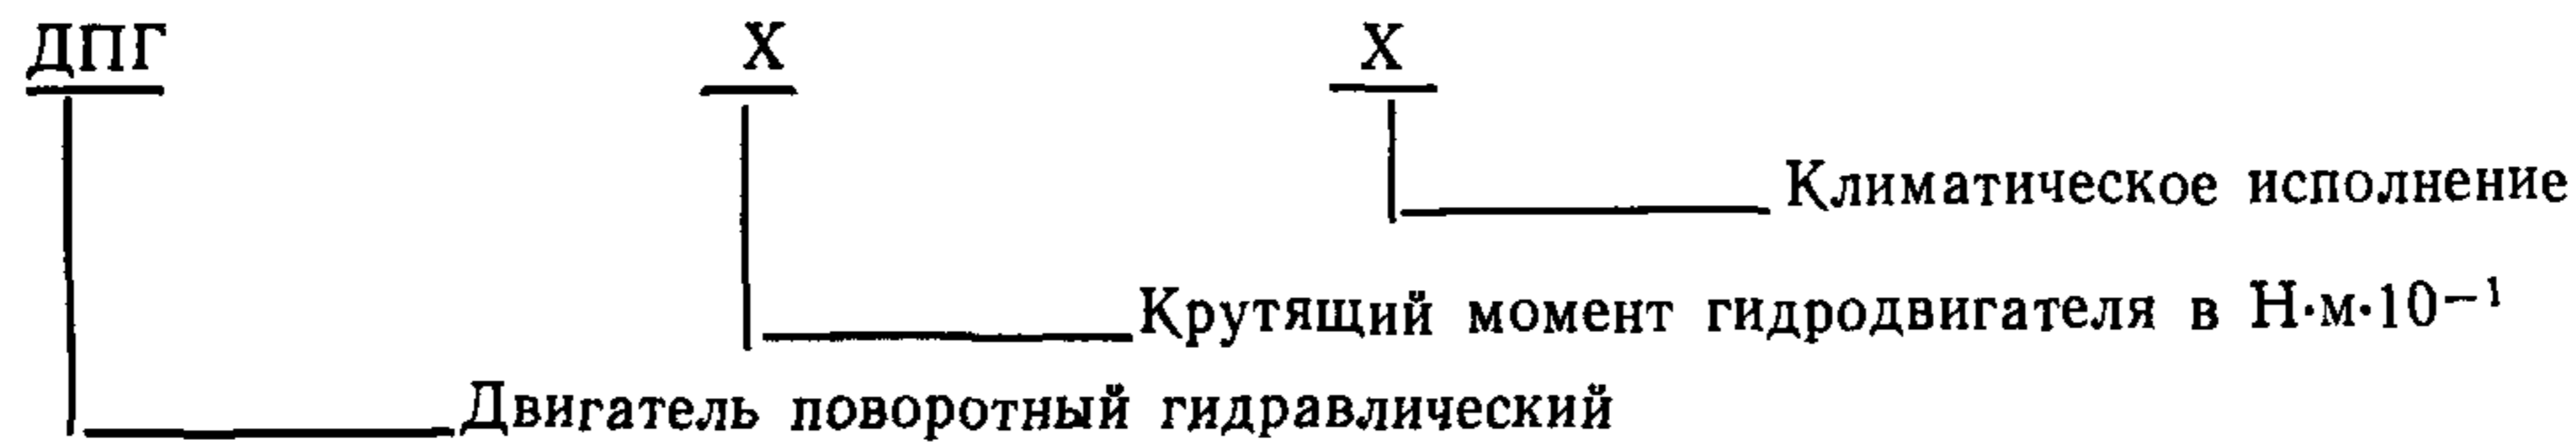 ДПГ X X
Климатическое исполнение
Крутящий момент гидродвигателя в Н·м·10⁻¹
Двигатель поворотный гидравлический